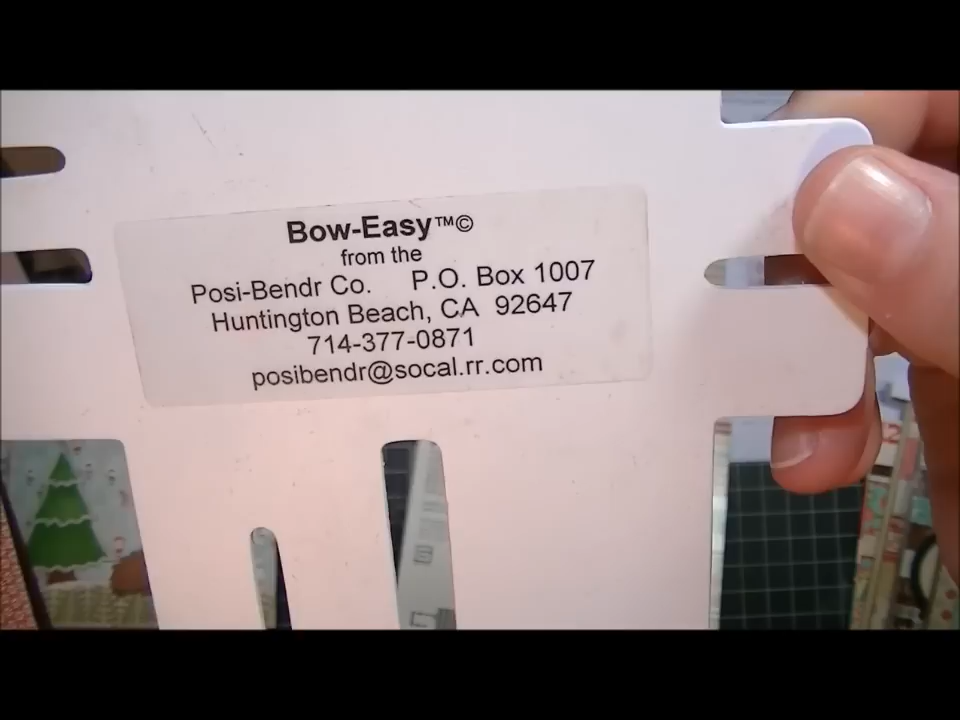 Bow-Easy™©
from the
Posi-Bendr Co. P.O. Box 1007
Huntington Beach, CA 92647
714-377-0871
posibendr@socal.rr.com